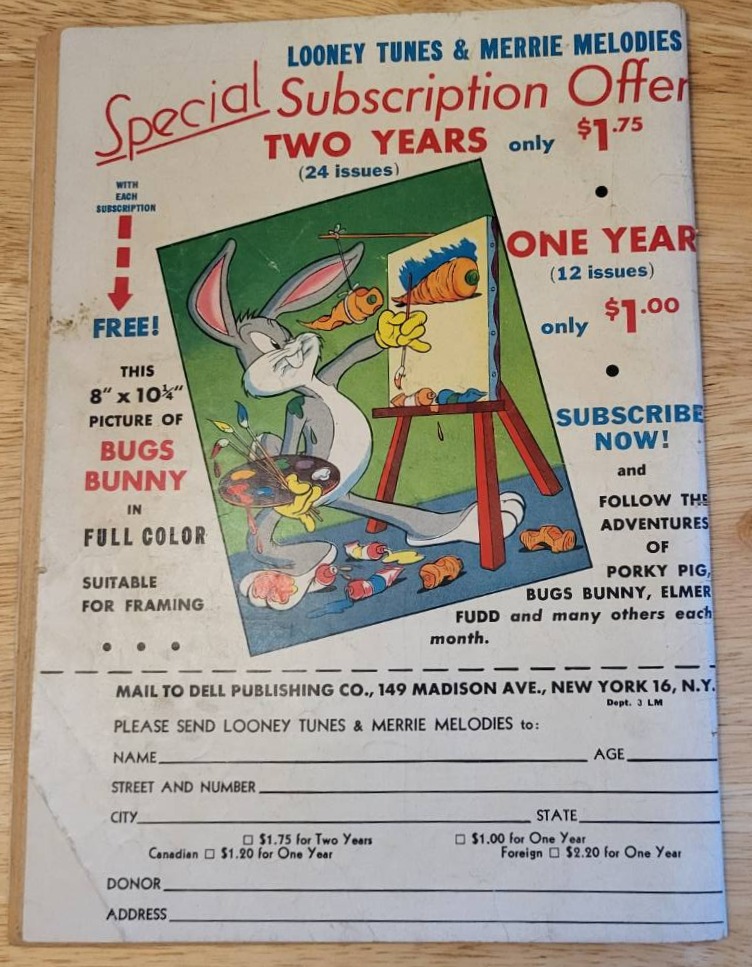 LOONEY TUNES & MERRIE MELODIES
Special Subscription Offer
TWO YEARS only $1.75
(24 issues)
WITH
EACH
SUBSCRIPTION
FREE!
THIS
8" x 10¼"
PICTURE OF
BUGS
BUNNY
IN
FULL COLOR
SUITABLE
FOR FRAMING
ONE YEAR
(12 issues)
only $1.00
SUBSCRIBE
NOW!
and
FOLLOW THE
ADVENTURES
OF
PORKY PIG,
BUGS BUNNY, ELMER
FUDD and many others each
month.
MAIL TO DELL PUBLISHING CO., 149 MADISON AVE., NEW YORK 16, N.Y.
Dept. 3 LM
PLEASE SEND LOONEY TUNES & MERRIE MELODIES to:
NAME AGE
STREET AND NUMBER
CITY STATE
□ $1.75 for Two Years □ $1.00 for One Year
Canadian □ $1.20 for One Year Foreign □ $2.20 for One Year
DONOR
ADDRESS